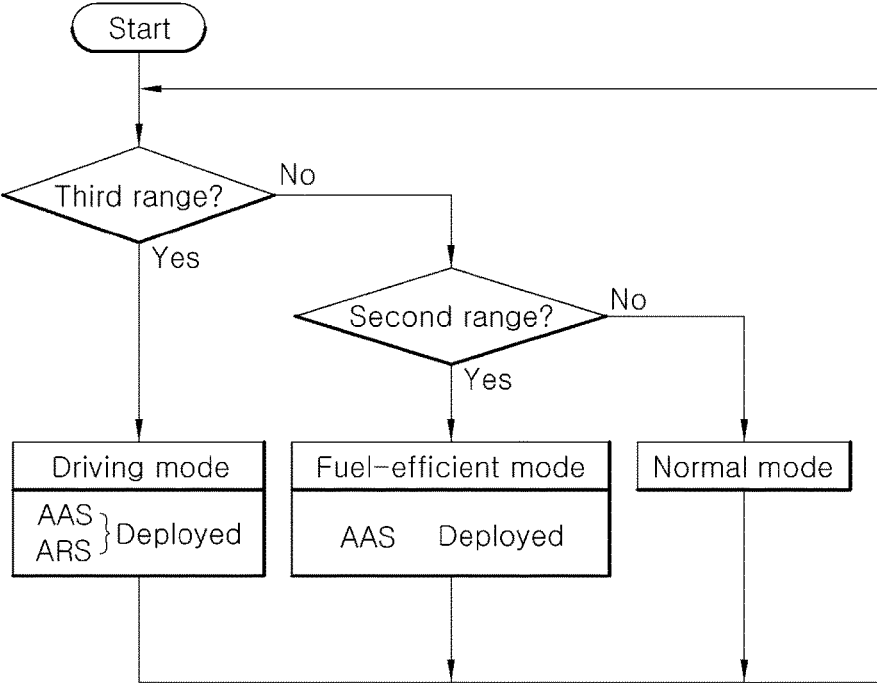 Start
Third range?
No
Yes
Second range?
No
Yes
Driving mode
AAS
ARS
Deployed
Fuel-efficient mode
AAS Deployed
Normal mode